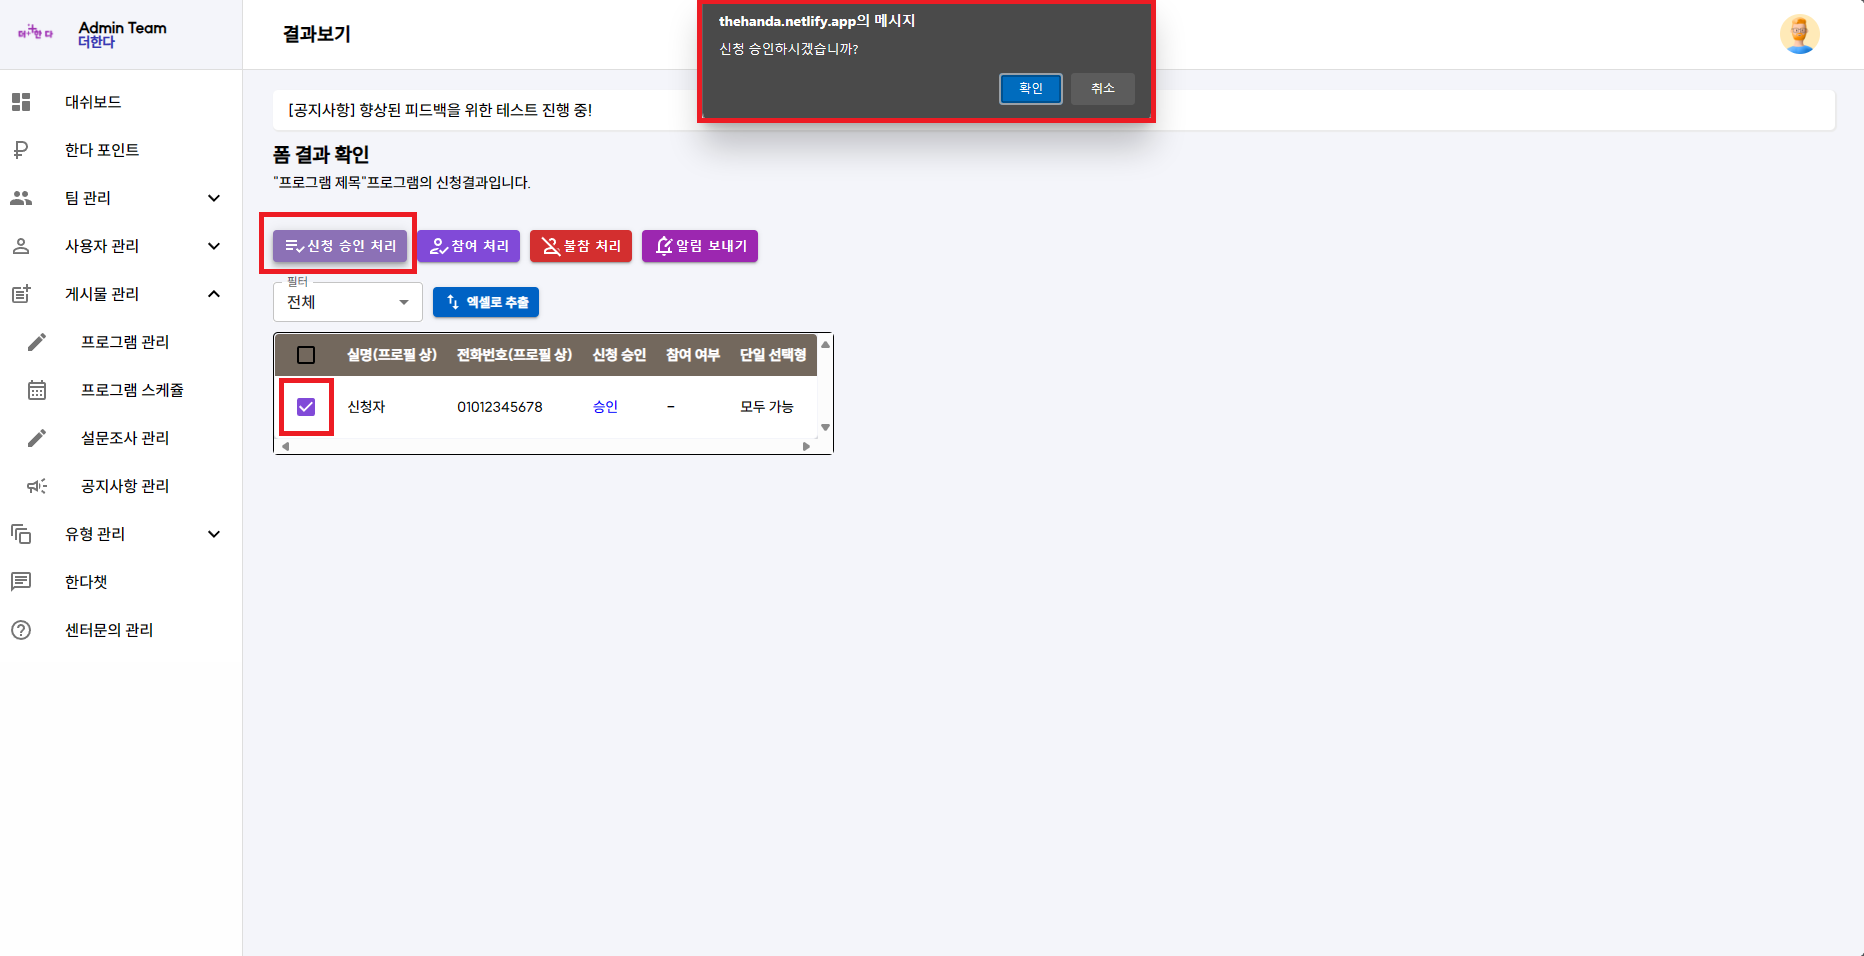 더한다
Admin Team
더한다
결과보기
thehanda.netlify.app의 메시지
신청 승인하시겠습니까?
확인
취소
대쉬보드
한다 포인트
팀 관리
사용자 관리
게시물 관리
프로그램 관리
프로그램 스케쥴
설문조사 관리
공지사항 관리
유형 관리
한다챗
센터문의 관리
[공지사항] 향상된 피드백을 위한 테스트 진행 중!
폼 결과 확인
"프로그램 제목"프로그램의 신청결과입니다.
신청 승인 처리
참여 처리
불참 처리
알림 보내기
필터
전체
엑셀로 추출
실명(프로필 상) 전화번호(프로필 상) 신청 승인 참여 여부 단일 선택형
신청자 01012345678 승인 - 모두 가능